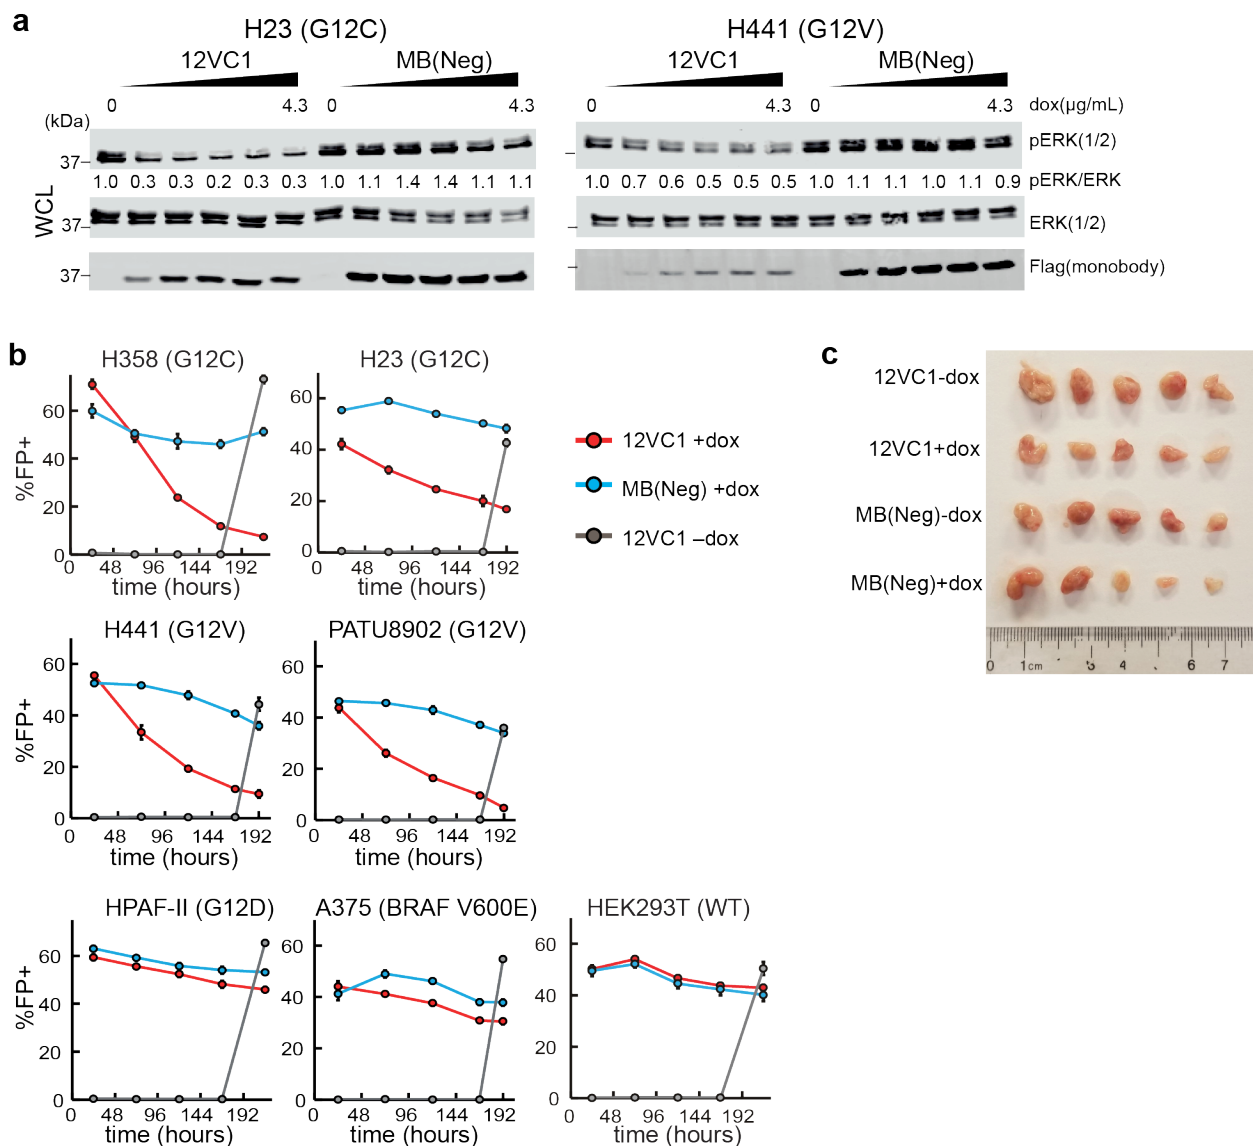 a
H23 (G12C)
H441 (G12V)
12VC1
MB(Neg)
12VC1
MB(Neg)
0
4.3
0
4.3
0
4.3
0
4.3
dox(µg/mL)
(kDa)
37
pERK(1/2)
1.0 0.3 0.3 0.2 0.3 0.3 1.0 1.1 1.4 1.4 1.1 1.1
1.0 0.7 0.6 0.5 0.5 0.5 1.0 1.1 1.1 1.0 1.1 0.9
pERK/ERK
WCL
37
ERK(1/2)
37
Flag(monobody)
b
H358 (G12C)
%FP+
60
40
20
0
0 48 96 144 192
time (hours)
H23 (G12C)
60
40
20
0
0 48 96 144 192
time (hours)
12VC1 +dox
MB(Neg) +dox
12VC1 –dox
H441 (G12V)
%FP+
60
40
20
0
0 48 96 144 192
time (hours)
PATU8902 (G12V)
60
40
20
0
0 48 96 144 192
time (hours)
HPAF-II (G12D)
%FP+
60
40
20
0
0 48 96 144 192
time (hours)
A375 (BRAF V600E)
60
40
20
0
0 48 96 144 192
time (hours)
HEK293T (WT)
60
40
20
0
0 48 96 144 192
time (hours)
c
12VC1-dox
12VC1+dox
MB(Neg)-dox
MB(Neg)+dox
0 1cm 3 4 6 7